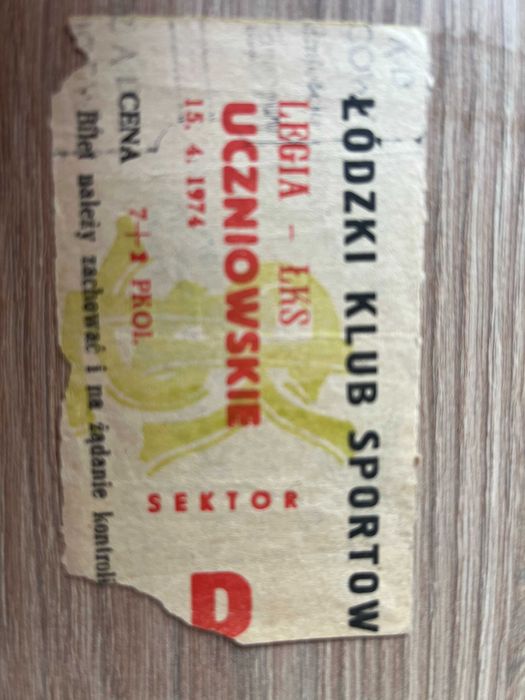 ŁÓDZKI KLUB SPORTOW
LEGIA - ŁKS
UCZNIOWSKIE
15. 4. 1974
SEKTOR
D
CENA 7+1 PKOl.
Bilet należy zachować i na żądanie kontroli